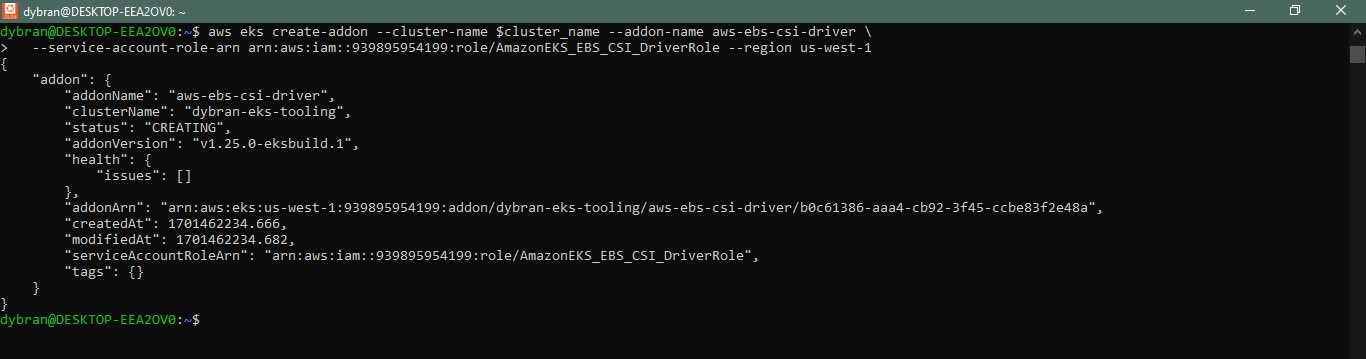 dybran@DESKTOP-EEA2OV0: ~
dybran@DESKTOP-EEA2OV0:~$ aws eks create-addon --cluster-name $cluster_name --addon-name aws-ebs-csi-driver \
>   --service-account-role-arn arn:aws:iam::939895954199:role/AmazonEKS_EBS_CSI_DriverRole --region us-west-1
{
    "addon": {
        "addonName": "aws-ebs-csi-driver",
        "clusterName": "dybran-eks-tooling",
        "status": "CREATING",
        "addonVersion": "v1.25.0-eksbuild.1",
        "health": {
            "issues": []
        },
        "addonArn": "arn:aws:eks:us-west-1:939895954199:addon/dybran-eks-tooling/aws-ebs-csi-driver/b0c61386-aaa4-cb92-3f45-ccbe83f2e48a",
        "createdAt": 1701462234.666,
        "modifiedAt": 1701462234.682,
        "serviceAccountRoleArn": "arn:aws:iam::939895954199:role/AmazonEKS_EBS_CSI_DriverRole",
        "tags": {}
    }
}
dybran@DESKTOP-EEA2OV0:~$